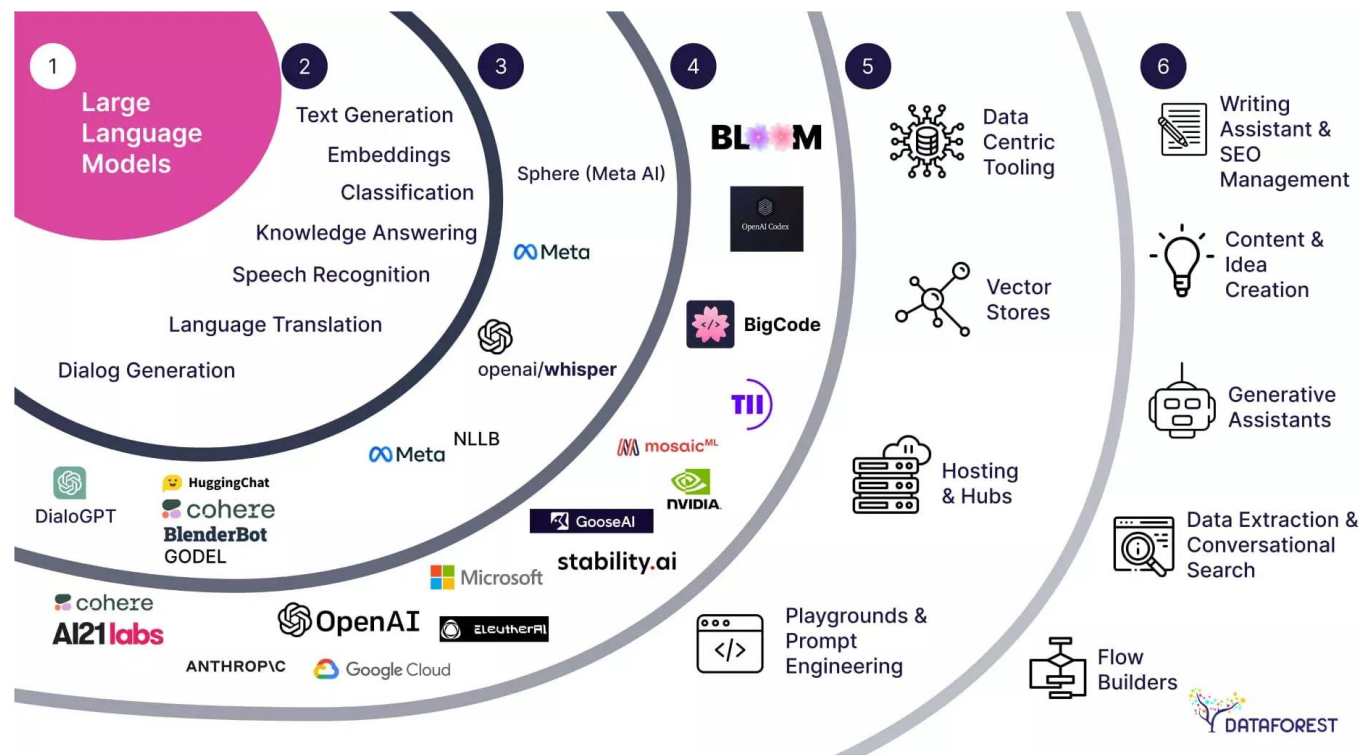 1
Large
Language
Models
2
Text Generation
Embeddings
Classification
Knowledge Answering
Speech Recognition
Language Translation
Dialog Generation
3
Sphere (Meta AI)
Meta
openai/whisper
Meta
NLLB
DialoGPT
HuggingChat
cohere
BlenderBot
GODEL
4
BLOOM
OpenAI Codex
</>
BigCode
TII
mosaicML
NVIDIA.
GooseAI
stability.ai
Microsoft
cohere
AI21labs
OpenAI
EleutherAI
ANTHROP\C
Google Cloud
5
Data
Centric
Tooling
Vector
Stores
Hosting
& Hubs
</>
Playgrounds &
Prompt
Engineering
6
Writing
Assistant &
SEO
Management
Content &
Idea
Creation
Generative
Assistants
Data Extraction &
Conversational
Search
Flow
Builders
DATAFOREST